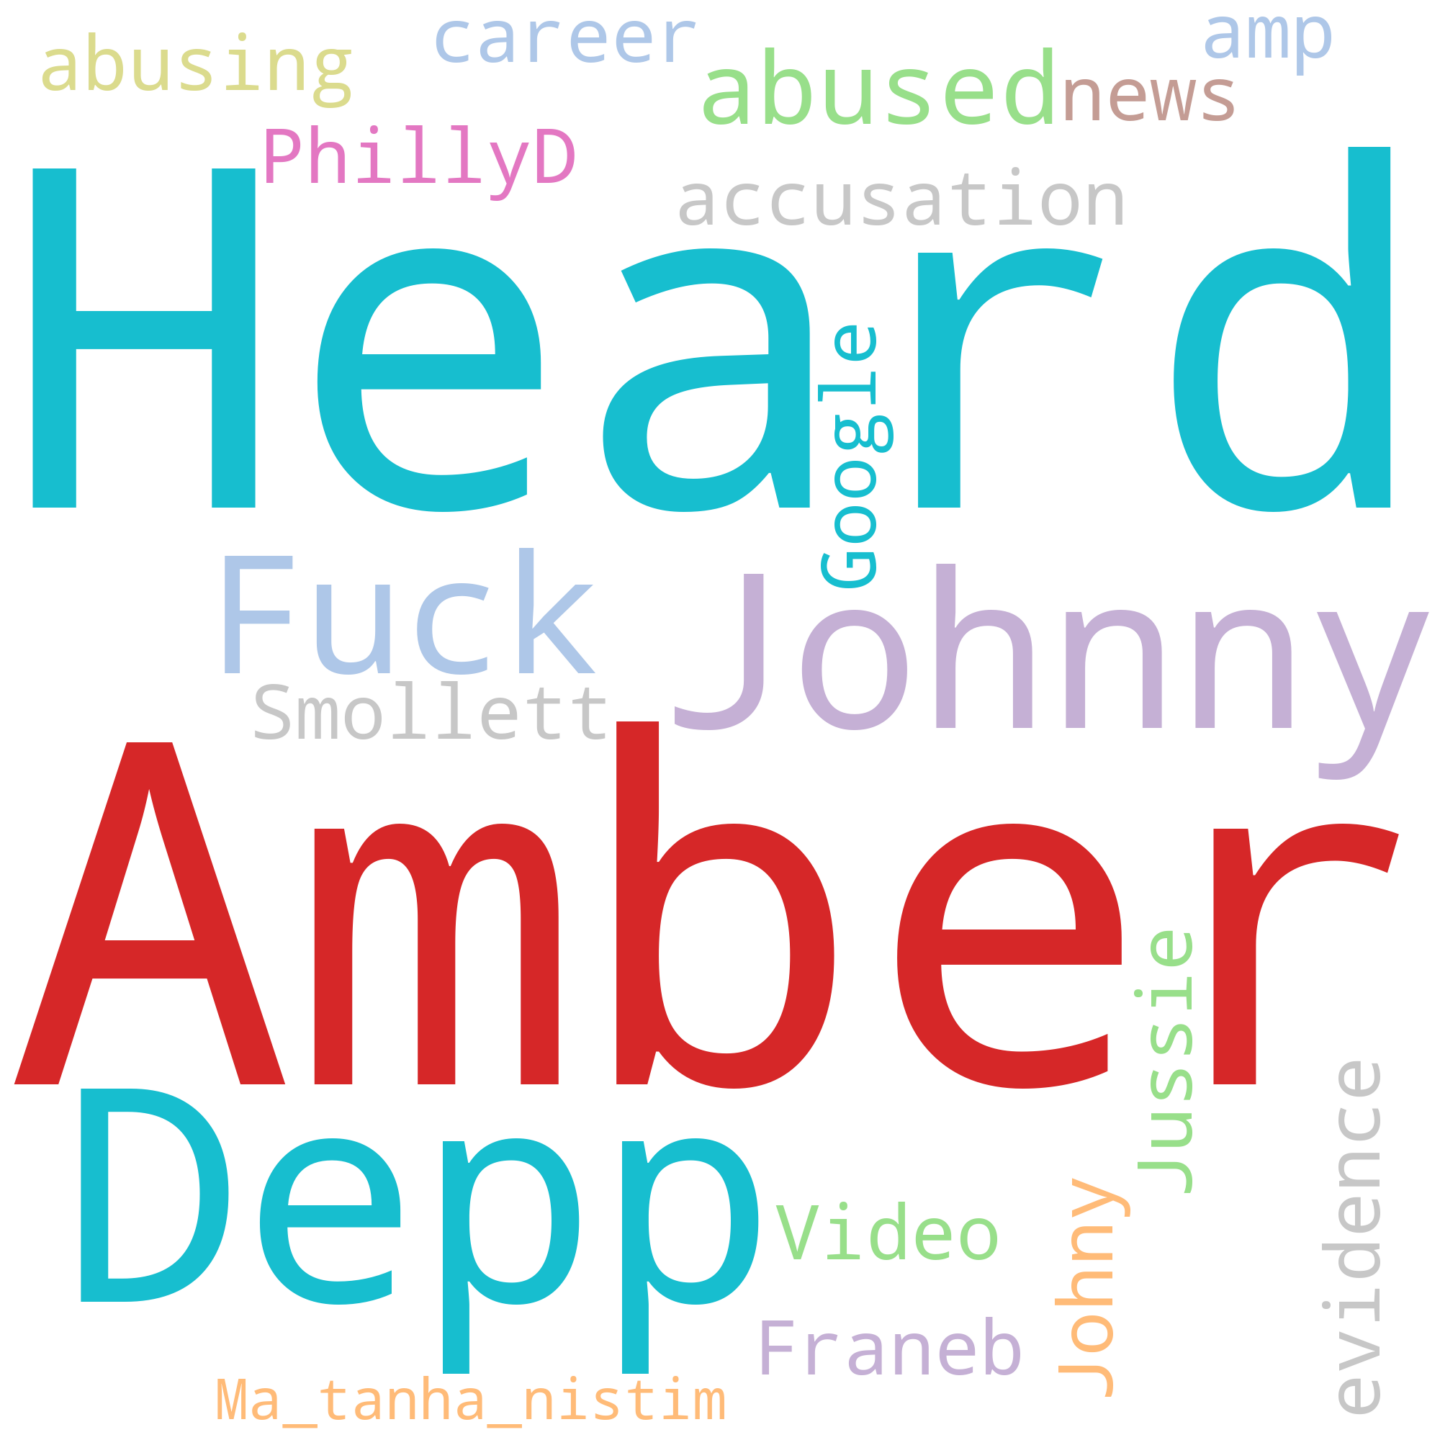 career
amp
abusing
abused
news
PhillyD
accusation
Heard
Google
Fuck
Johnny
Smollett
Amber
Jussie
evidence
Depp
Video
Johny
Franeb
Ma_tanha_nistim